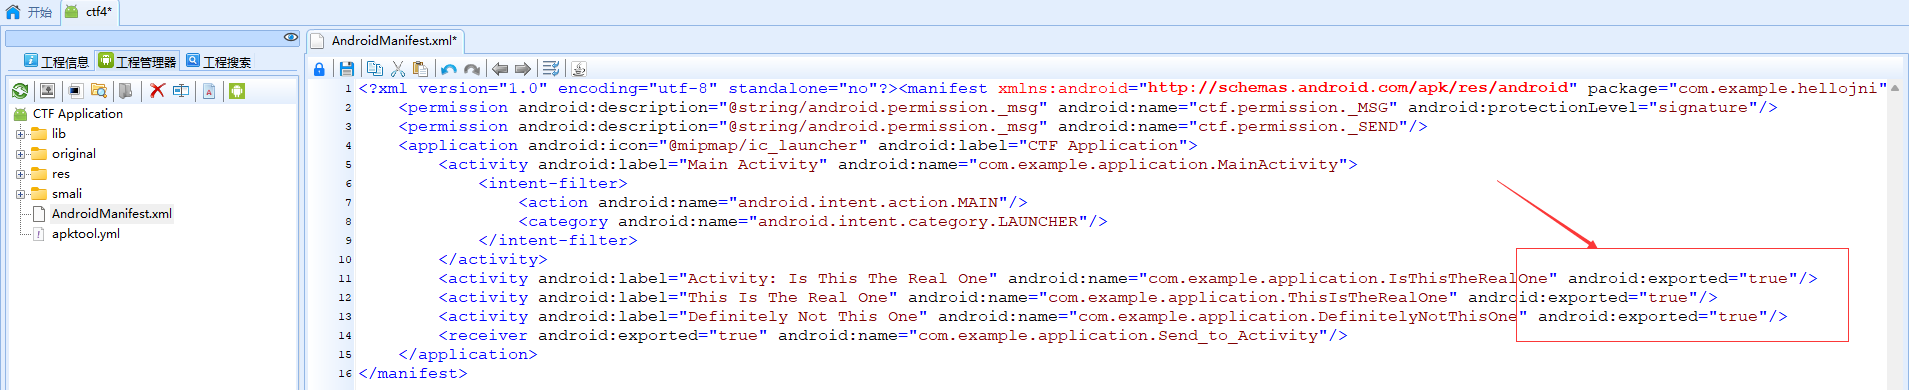 开始
ctf4*
工程信息
工程管理器
工程搜索
CTF Application
lib
original
res
smali
AndroidManifest.xml
apktool.yml
AndroidManifest.xml*
1 <?xml version="1.0" encoding="utf-8" standalone="no"?><manifest xmlns:android="http://schemas.android.com/apk/res/android" package="com.example.hellojni"
2 <permission android:description="@string/android.permission._msg" android:name="ctf.permission._MSG" android:protectionLevel="signature"/>
3 <permission android:description="@string/android.permission._msg" android:name="ctf.permission._SEND"/>
4 <application android:icon="@mipmap/ic_launcher" android:label="CTF Application">
5 <activity android:label="Main Activity" android:name="com.example.application.MainActivity">
6 <intent-filter>
7 <action android:name="android.intent.action.MAIN"/>
8 <category android:name="android.intent.category.LAUNCHER"/>
9 </intent-filter>
10 </activity>
11 <activity android:label="Activity: Is This The Real One" android:name="com.example.application.IsThisTheRealOne" android:exported="true"/>
12 <activity android:label="This Is The Real One" android:name="com.example.application.ThisIsTheRealOne" android:exported="true"/>
13 <activity android:label="Definitely Not This One" android:name="com.example.application.DefinitelyNotThisOne" android:exported="true"/>
14 <receiver android:exported="true" android:name="com.example.application.Send_to_Activity"/>
15 </application>
16 </manifest>